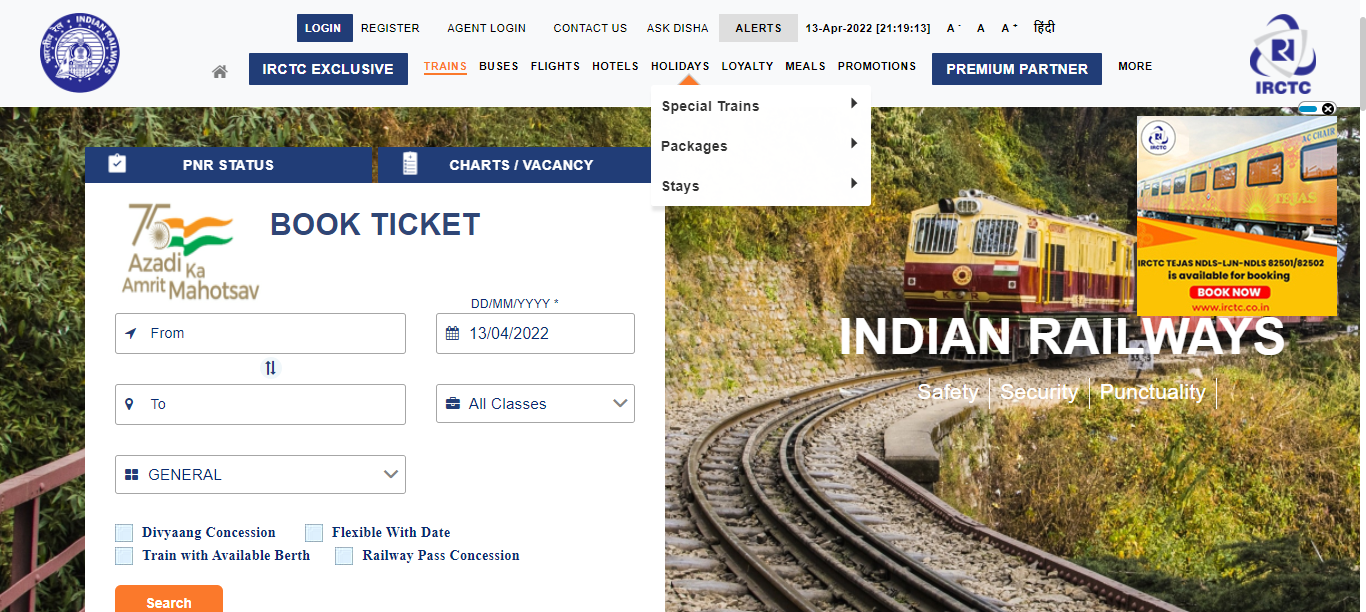 LOGIN REGISTER AGENT LOGIN CONTACT US ASK DISHA ALERTS 13-Apr-2022 [21:19:13] A - A A + हिंदी
IRCTC EXCLUSIVE TRAINS BUSES FLIGHTS HOTELS HOLIDAYS LOYALTY MEALS PROMOTIONS PREMIUM PARTNER MORE
INDIAN RAILWAYS
भारतीय रेल
IRCTC
Special Trains
Packages
Stays
PNR STATUS
CHARTS / VACANCY
75
Azadi Ka
Amrit Mahotsav
BOOK TICKET
DD/MM/YYYY *
From
13/04/2022
To
All Classes
GENERAL
Divyaang Concession
Flexible With Date
Train with Available Berth
Railway Pass Concession
Search
IRCTC
AC CHAIR
TEJAS
IRCTC TEJAS NDLS-LJN-NDLS 82501/82502
is available for booking
BOOK NOW
www.irctc.co.in
INDIAN RAILWAYS
Safety
Security
Punctuality